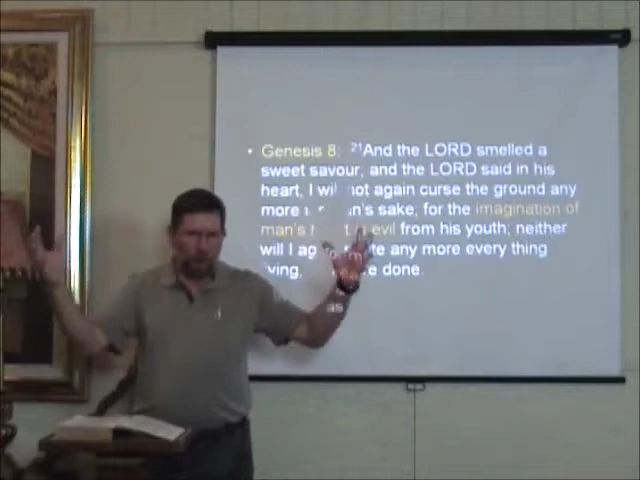 • Genesis 8: 21And the LORD smelled a
sweet savour, and the LORD said in his
heart, I will not again curse the ground any
more sake, for the imagination of
man's evil from his youth; neither
will I any more every thing
living, done.
as